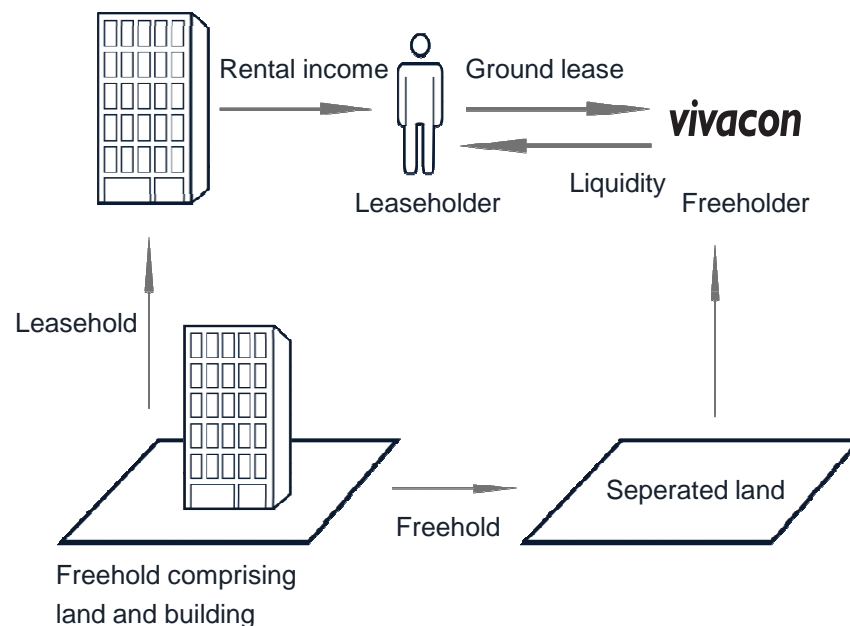 Rental income
Ground lease
vivacon
Liquidity
Leaseholder
Freeholder
Leasehold
Seperated land
Freehold
Freehold comprising
land and building